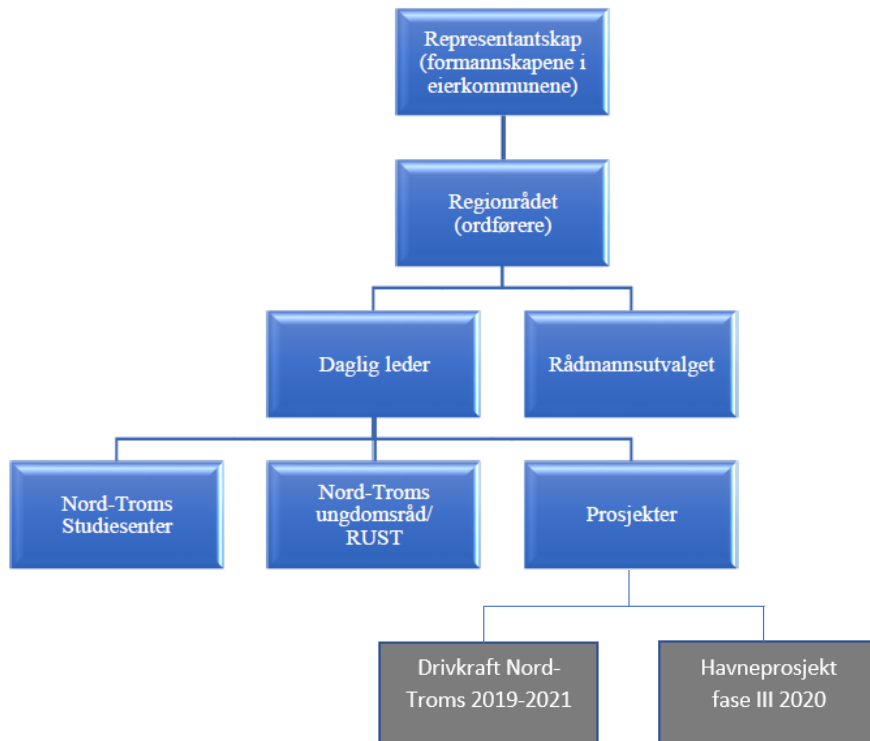 Representantskap
(formannskapene i
eierkommunene)
Regionrådet
(ordførere)
Daglig leder
Rådmannsutvalget
Nord-Troms
Studiesenter
Nord-Troms
ungdomsråd/
RUST
Prosjekter
Drivkraft Nord-
Troms 2019-2021
Havneprosjekt
fase III 2020